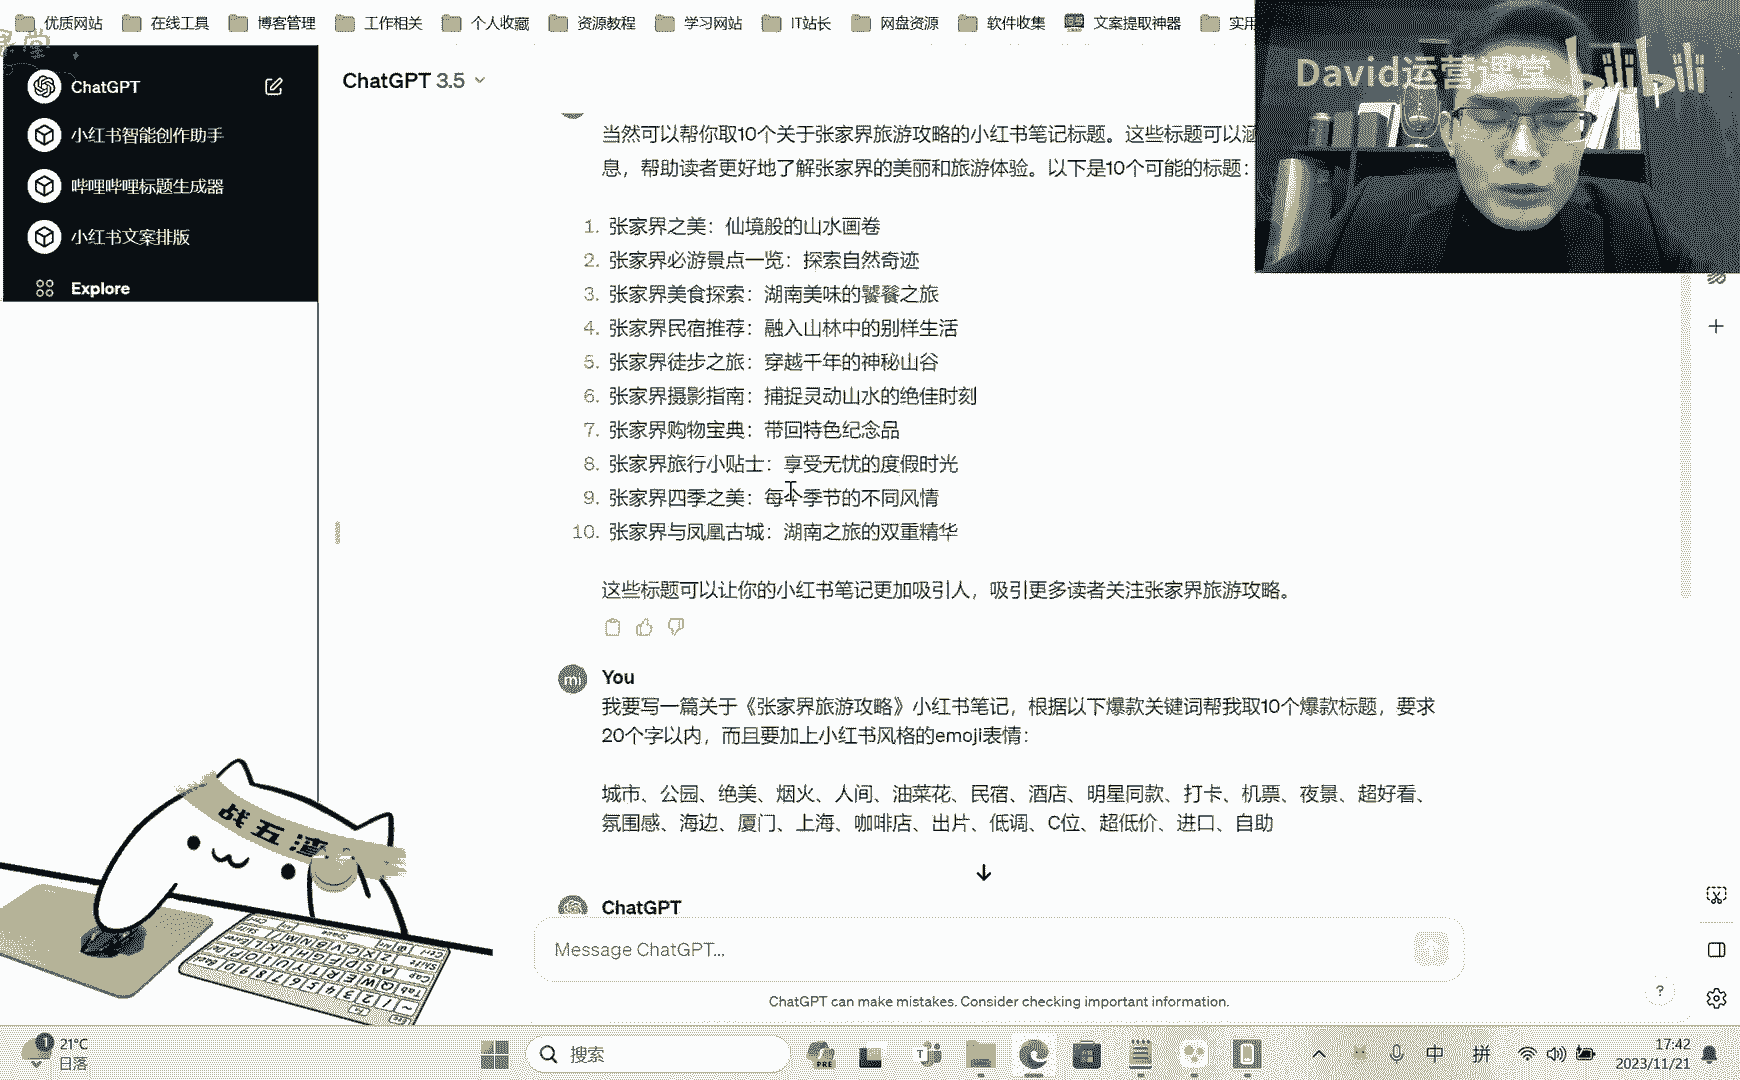 优质网站 在线工具 博客管理 工作相关 个人收藏 资源教程 学习网站 IT站长 网盘资源 软件收集 文案提取神器 实用
David运营课堂 bilibili
ChatGPT
小红书智能创作助手
哔哩哔哩标题生成器
小红书文案排版
Explore
ChatGPT 3.5
当然可以帮你取10个关于张家界旅游攻略的小红书笔记标题。这些标题可以涵
息，帮助读者更好地了解张家界的美丽和旅游体验。以下是10个可能的标题：
1. 张家界之美：仙境般的山水画卷
2. 张家界必游景点一览：探索自然奇迹
3. 张家界美食探索：湖南美味的饕餮之旅
4. 张家界民宿推荐：融入山林中的别样生活
5. 张家界徒步之旅：穿越千年的神秘山谷
6. 张家界摄影指南：捕捉灵动山水的绝佳时刻
7. 张家界购物宝典：带回特色纪念品
8. 张家界旅行小贴士：享受无忧的度假时光
9. 张家界四季之美：每个季节的不同风情
10. 张家界与凤凰古城：湖南之旅的双重精华
这些标题可以让你的小红书笔记更加吸引人，吸引更多读者关注张家界旅游攻略。
You
我要写一篇关于《张家界旅游攻略》小红书笔记，根据以下爆款关键词帮我取10个爆款标题，要求
20个字以内，而且要加上小红书风格的emoji表情：
城市、公园、绝美、烟火、人间、油菜花、民宿、酒店、明星同款、打卡、机票、夜景、超好看、
氛围感、海边、厦门、上海、咖啡店、出片、低调、C位、超低价、进口、自助
ChatGPT
Message ChatGPT...
ChatGPT can make mistakes. Consider checking important information.
?
战五渣
21°C
日落
搜索
PRE
中
拼
17:42
2023/11/21